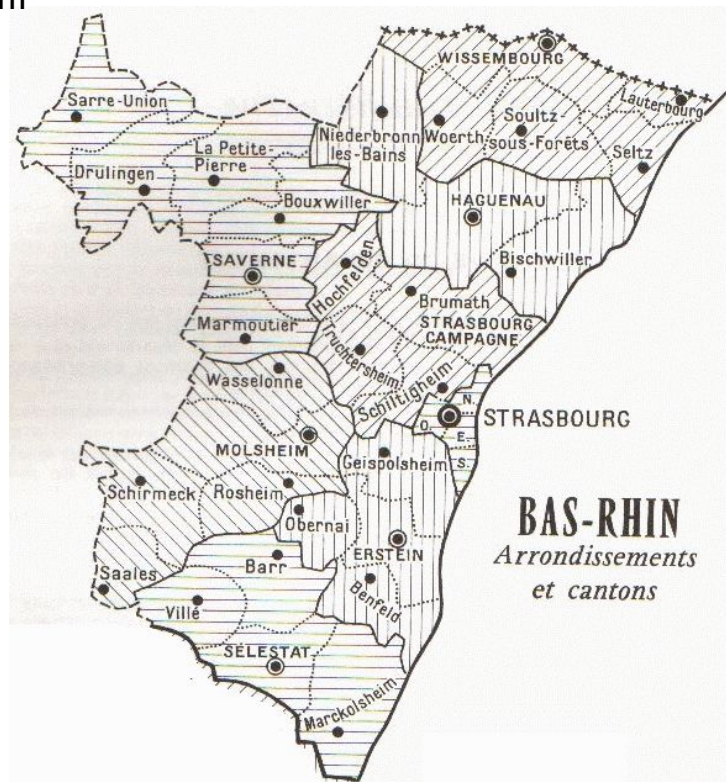 WISSEMBOURG
Sarre-Union
Lauterbourg
La Petite-
Pierre
Niederbronn
les-Bains
Woerth
Soultz-
sous-Forêts
Seltz
Drulingen
Bouxwiller
HAGUENAU
SAVERNE
Hochfelden
Bischwiller
Brumath
Marmoutier
Truchtersheim
STRASBOURG
CAMPAGNE
Wasselonne
Schiltigheim
N.
O.
E.
S.
STRASBOURG
MOLSHEIM
Geispolsheim
Schirmeck
Rosheim
Obernai
BAS-RHIN
Arrondissements
et cantons
ERSTEIN
Barr
Saales
Villé
Benfeld
SÉLESTAT
Marckolsheim